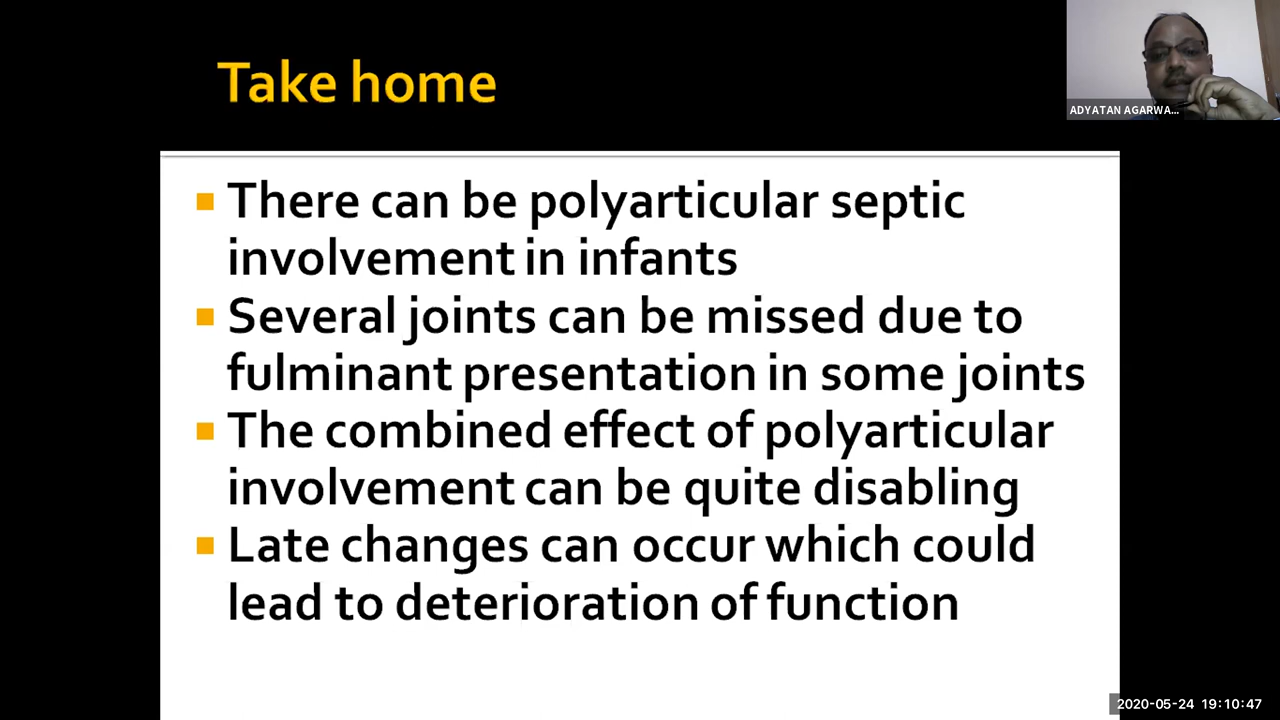 Take home
ADYATAN AGARWA...
There can be polyarticular septic
involvement in infants
Several joints can be missed due to
fulminant presentation in some joints
The combined effect of polyarticular
involvement can be quite disabling
Late changes can occur which could
lead to deterioration of function
2020-05-24 19:10:47